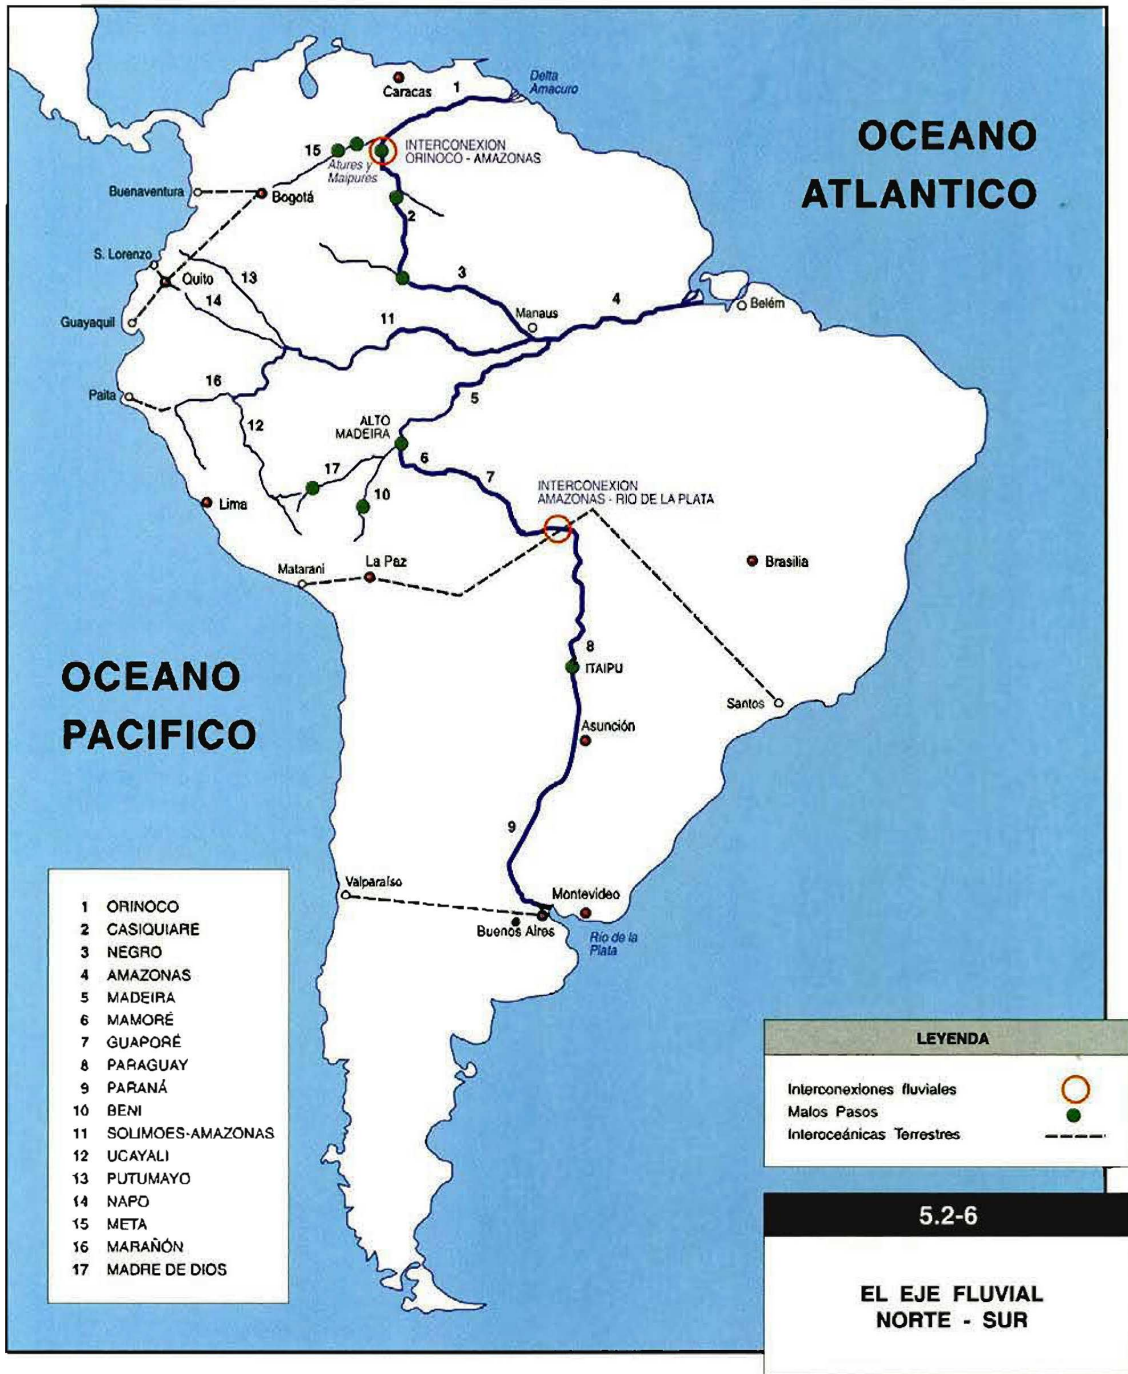 Delta
Amacuro
Caracas
1
OCEANO
ATLANTICO
INTERCONEXION
ORINOCO - AMAZONAS
15
Atures y
Maipures
Buenaventura
Bogotá
2
S. Lorenzo
Quito
13
3
14
4
Belém
Manaus
Guayaquil
11
16
Paita
5
12
ALTO
MADEIRA
6
17
7
10
INTERCONEXION
AMAZONAS - RIO DE LA PLATA
Lima
Brasilia
La Paz
Matarani
8
ITAIPU
OCEANO
PACIFICO
Santos
Asunción
9
Valparaíso
Montevideo
Buenos Aires
Río de la
Plata
1 ORINOCO
2 CASIQUIARE
3 NEGRO
4 AMAZONAS
5 MADEIRA
6 MAMORÉ
7 GUAPORÉ
8 PARAGUAY
9 PARANÁ
10 BENI
11 SOLIMOES-AMAZONAS
12 UCAYALI
13 PUTUMAYO
14 NAPO
15 META
16 MARAÑÓN
17 MADRE DE DIOS
LEYENDA
Interconexiones fluviales
Malos Pasos
Interoceánicas Terrestres
5.2-6
EL EJE FLUVIAL
NORTE - SUR